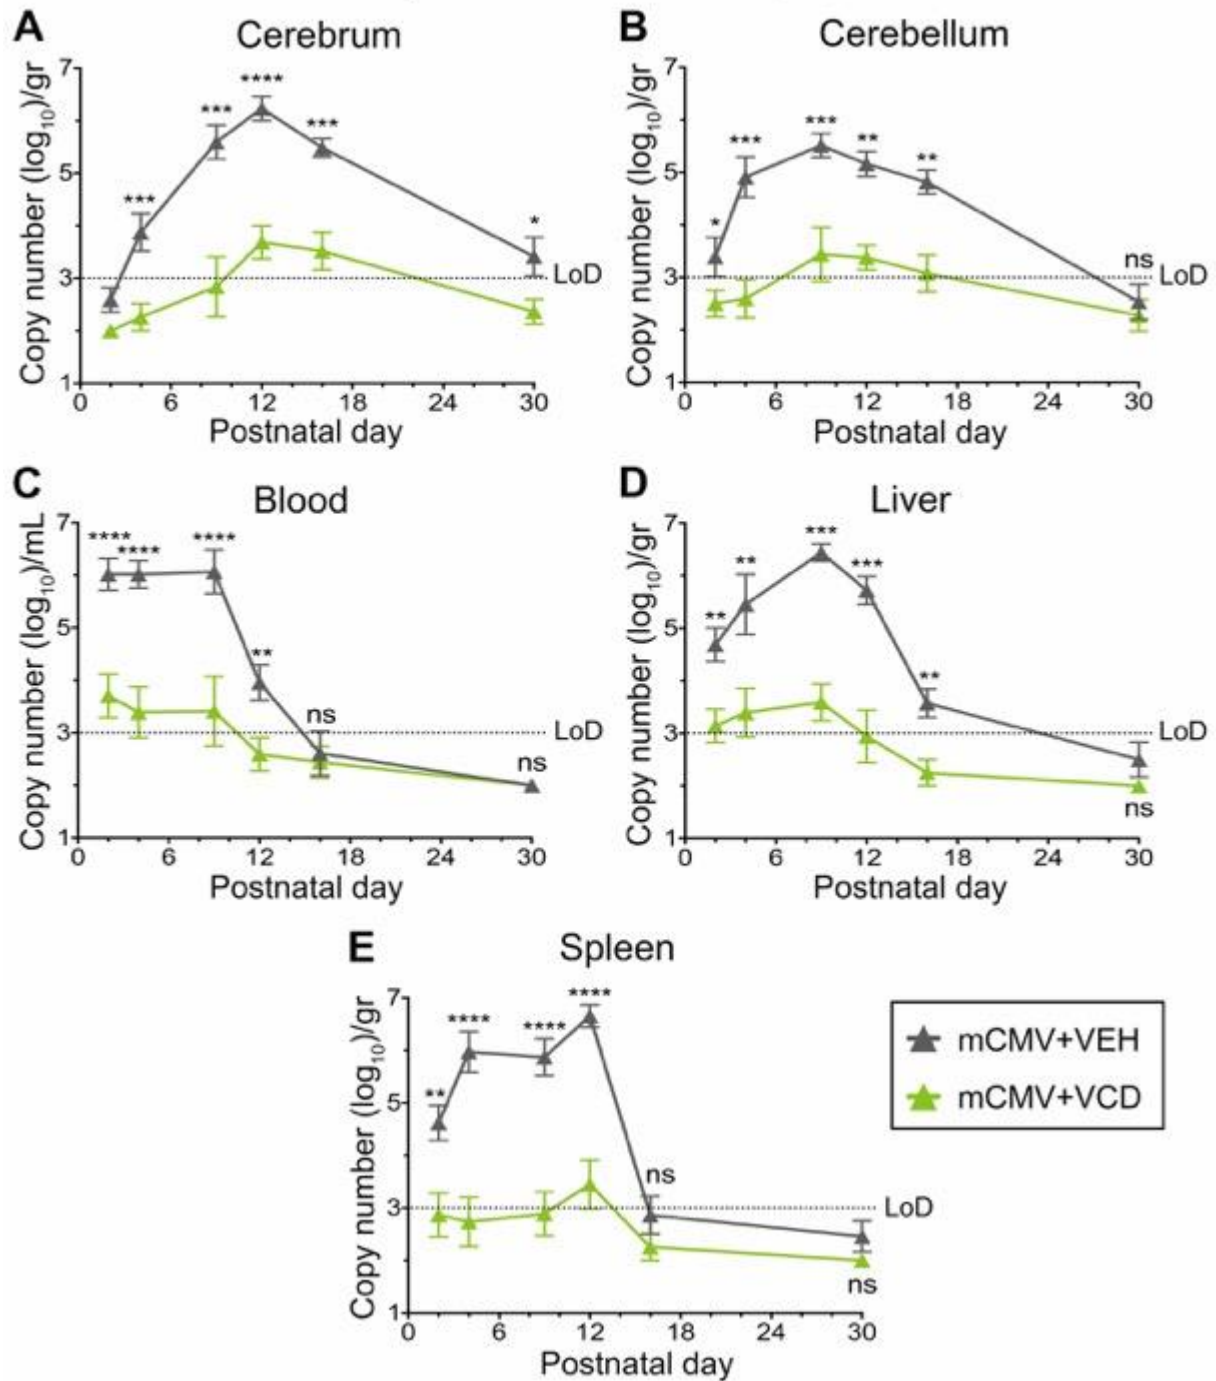 A
Cerebrum
Copy number (log10)/gr
7
5
3
1
****
***
***
***
*
LoD
0 6 12 18 24 30
Postnatal day
B
Cerebellum
Copy number (log10)/gr
7
5
3
1
*
***
***
**
**
ns
LoD
0 6 12 18 24 30
Postnatal day
C
Blood
Copy number (log10)/mL
7
5
3
1
****
****
****
**
ns
ns
LoD
0 6 12 18 24 30
Postnatal day
D
Liver
Copy number (log10)/gr
7
5
3
1
**
**
***
***
**
ns
LoD
0 6 12 18 24 30
Postnatal day
E
Spleen
Copy number (log10)/gr
7
5
3
1
**
****
****
****
ns
ns
LoD
0 6 12 18 24 30
Postnatal day
mCMV+VEH
mCMV+VCD